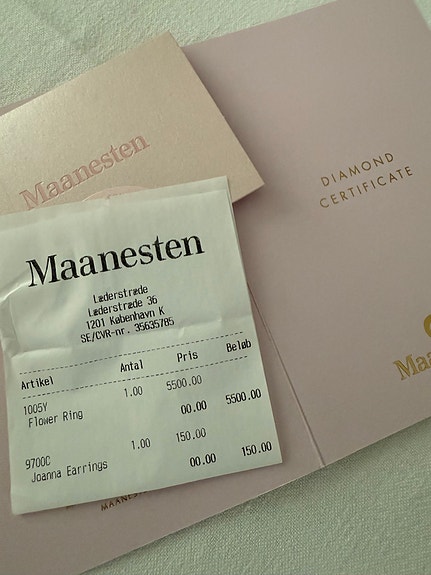 Maanesten
DIAMOND
CERTIFICATE
Maanesten
Læderstræde
Læderstræde 36
1201 København K
SE/CVR-nr. 35635785
Artikel Antal Pris Beløb
1005Y 1.00 5500.00
Flower Ring 00.00 5500.00
9700C 1.00 150.00
Joanna Earrings 00.00 150.00